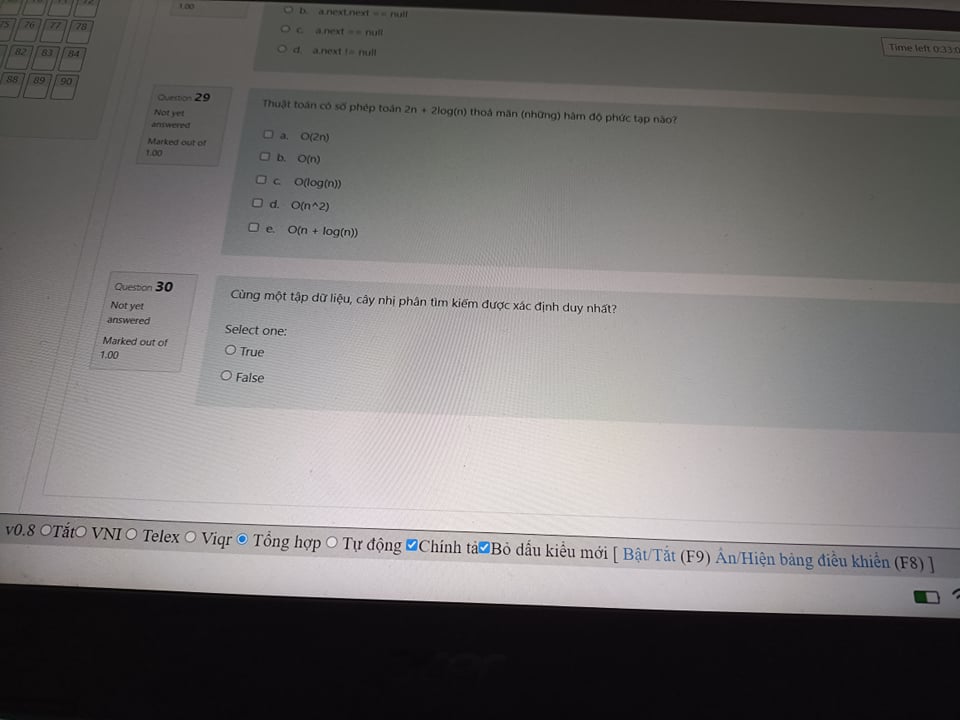 75 76 77 78
82 83 84
88 89 90
1.00
b. a.next.next == null
c. a.next == null
d. a.next != null
Time left 0:33:0
Question 29
Not yet
answered
Marked out of
1.00
Thuật toán có số phép toán 2n + 2log(n) thoả mãn (những) hàm độ phức tạp nào?
a. O(2n)
b. O(n)
c. O(log(n))
d. O(n^2)
e. O(n + log(n))
Question 30
Not yet
answered
Marked out of
1.00
Cùng một tập dữ liệu, cây nhị phân tìm kiếm được xác định duy nhất?
Select one:
True
False
v0.8 Tắt VNI Telex Viqr Tổng hợp Tự động Chính tả Bỏ dấu kiểu mới [ Bật/Tắt (F9) Ẩn/Hiện bảng điều khiển (F8) ]
acer